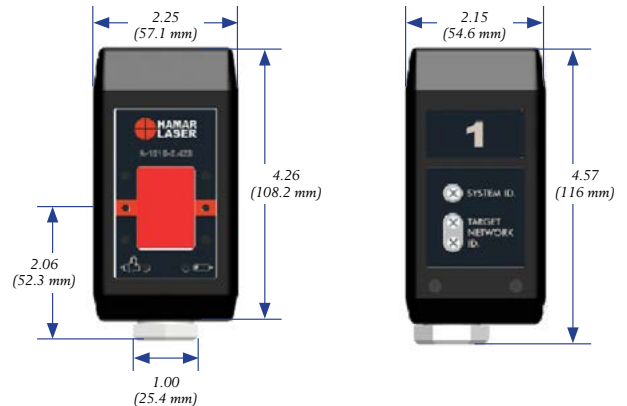 2.25
(57.1 mm)
2.15
(54.6 mm)
HAMAR
LASER
4.26
(108.2 mm)
2.06
(52.3 mm)
1.00
(25.4 mm)
1
SYSTEM ID.
TARGET
NETWORK
ID.
4.57
(116 mm)